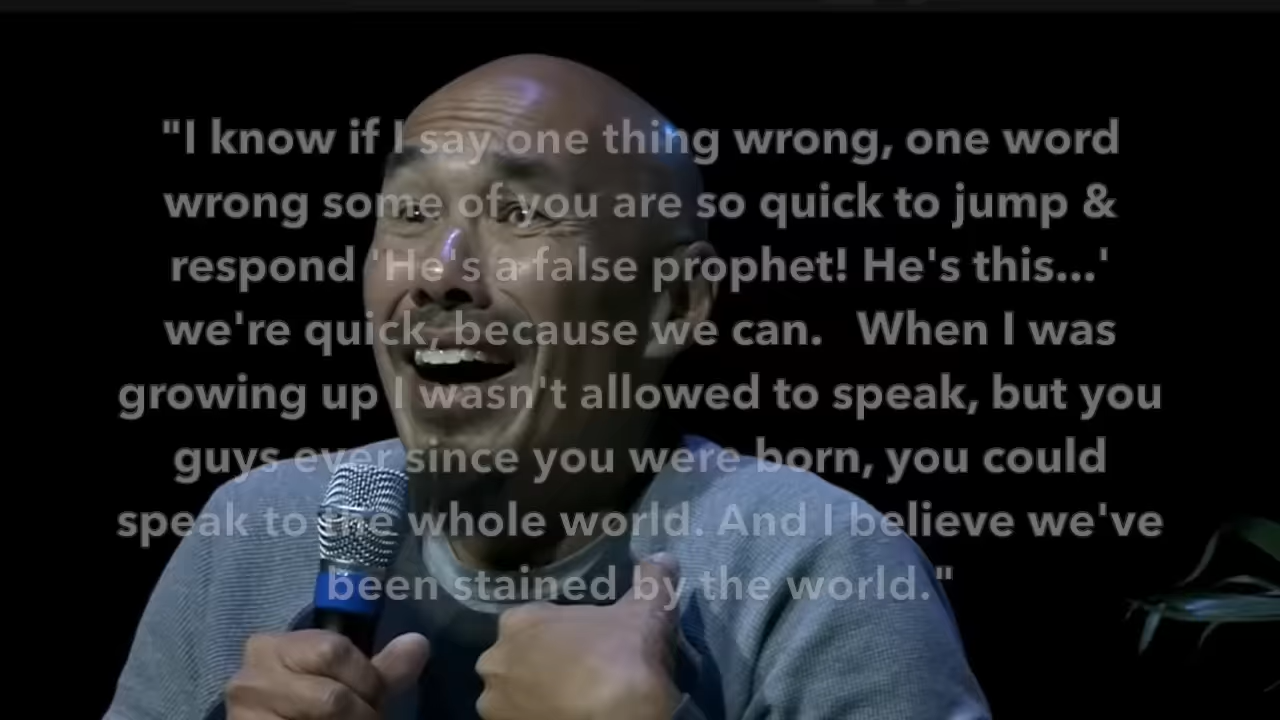 "I know if I say one thing wrong, one word
wrong some of you are so quick to jump &
respond 'He's a false prophet! He's this...'
we're quick, because we can.   When I was
growing up I wasn't allowed to speak, but you
guys ever since you were born, you could
speak to the whole world. And I believe we've
been stained by the world."